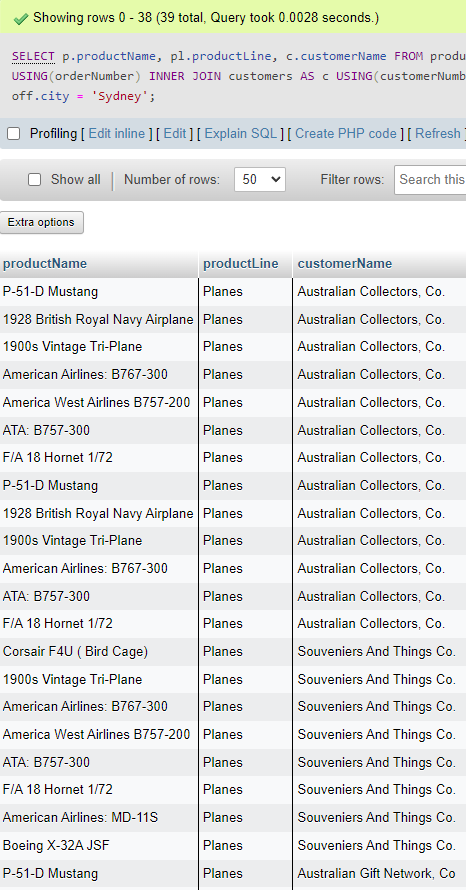 Showing rows 0 - 38 (39 total, Query took 0.0028 seconds.)
SELECT p.productName, pl.productLine, c.customerName FROM produ
USING(orderNumber) INNER JOIN customers AS c USING(customerNumb
off.city = 'Sydney';
Profiling [ Edit inline ] [ Edit ] [ Explain SQL ] [ Create PHP code ] [ Refresh ]
Show all | Number of rows: 50 Filter rows: Search this
Extra options
productName productLine customerName
P-51-D Mustang Planes Australian Collectors, Co.
1928 British Royal Navy Airplane Planes Australian Collectors, Co.
1900s Vintage Tri-Plane Planes Australian Collectors, Co.
American Airlines: B767-300 Planes Australian Collectors, Co.
America West Airlines B757-200 Planes Australian Collectors, Co.
ATA: B757-300 Planes Australian Collectors, Co.
F/A 18 Hornet 1/72 Planes Australian Collectors, Co.
P-51-D Mustang Planes Australian Collectors, Co.
1928 British Royal Navy Airplane Planes Australian Collectors, Co.
1900s Vintage Tri-Plane Planes Australian Collectors, Co.
American Airlines: B767-300 Planes Australian Collectors, Co.
ATA: B757-300 Planes Australian Collectors, Co.
F/A 18 Hornet 1/72 Planes Australian Collectors, Co.
Corsair F4U ( Bird Cage) Planes Souveniers And Things Co.
1900s Vintage Tri-Plane Planes Souveniers And Things Co.
American Airlines: B767-300 Planes Souveniers And Things Co.
America West Airlines B757-200 Planes Souveniers And Things Co.
ATA: B757-300 Planes Souveniers And Things Co.
F/A 18 Hornet 1/72 Planes Souveniers And Things Co.
American Airlines: MD-11S Planes Souveniers And Things Co.
Boeing X-32A JSF Planes Souveniers And Things Co.
P-51-D Mustang Planes Australian Gift Network, Co